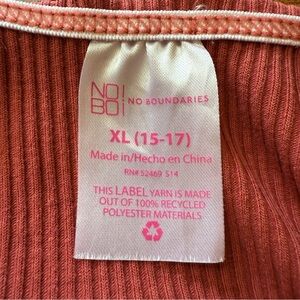 NO!
BO!
NO BOUNDARIES
XL (15-17)
Made in/Hecho en China
RN# 52469 S14
THIS LABEL YARN IS MADE
OUT OF 100% RECYCLED
POLYESTER MATERIALS